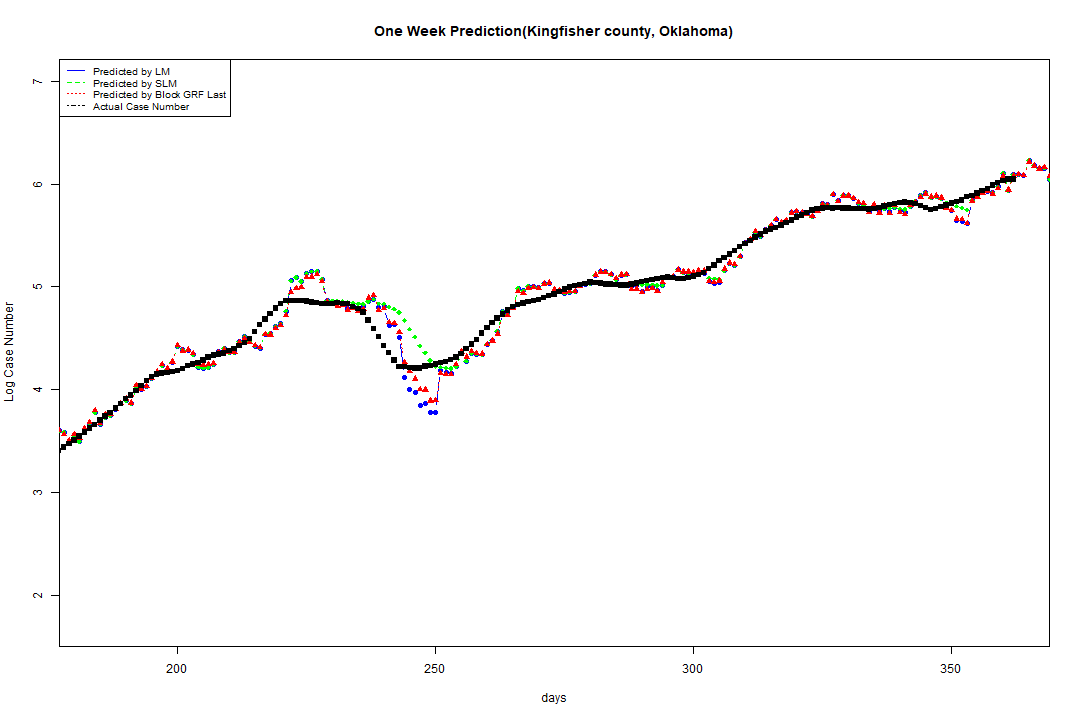 One Week Prediction(Kingfisher county, Oklahoma)
Predicted by LM
Predicted by SLM
Predicted by Block GRF Last
Actual Case Number
Log Case Number
7
6
5
4
3
2
200 250 300 350
days